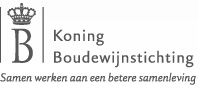 B
Koning
Boudewijnstichting
Samen werken aan een betere samenleving